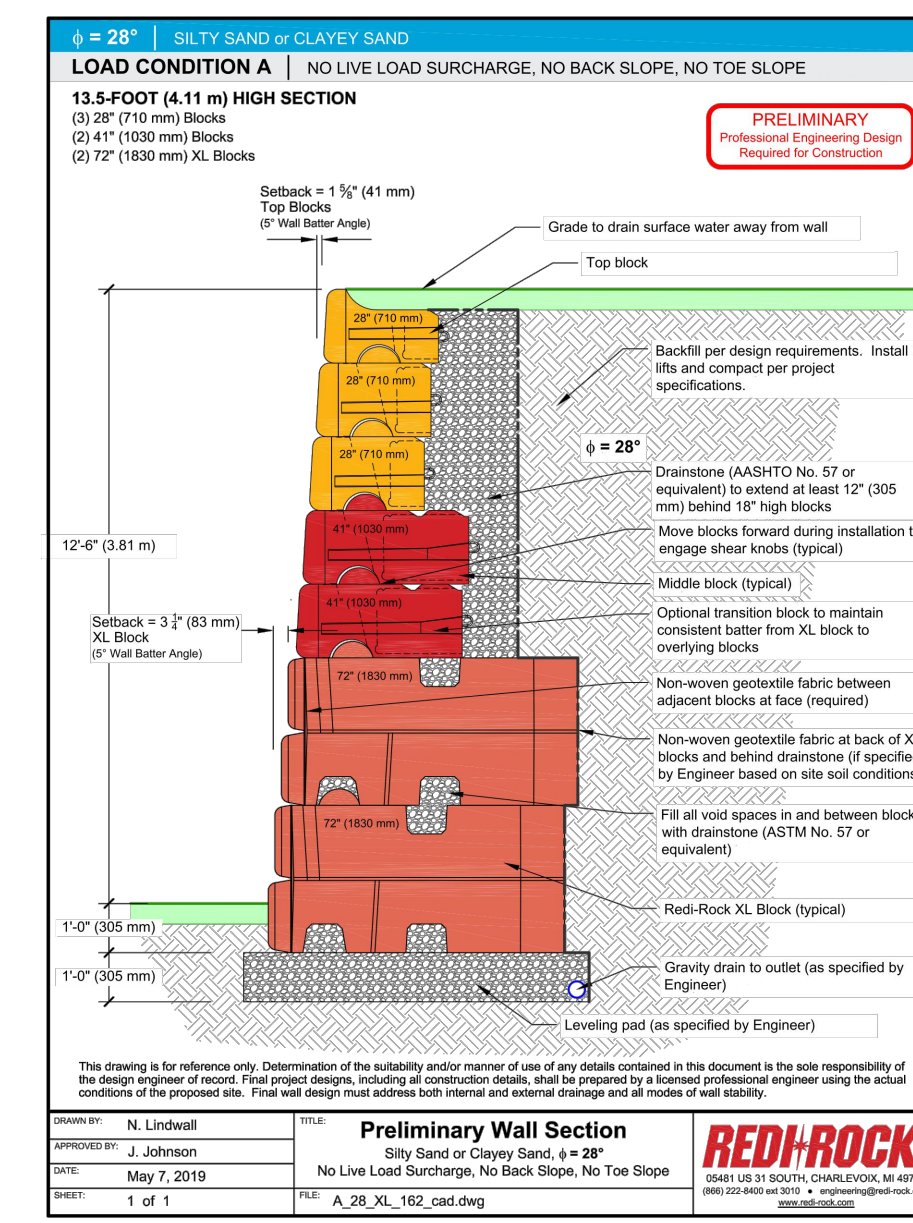 ϕ = 28° | SILTY SAND or CLAYEY SAND
LOAD CONDITION A | NO LIVE LOAD SURCHARGE, NO BACK SLOPE, NO TOE SLOPE
13.5-FOOT (4.11 m) HIGH SECTION
(3) 28" (710 mm) Blocks
(2) 41" (1030 mm) Blocks
(2) 72" (1830 mm) XL Blocks
PRELIMINARY
Professional Engineering Design
Required for Construction
Setback = 1 5⁄8" (41 mm)
Top Blocks
(5° Wall Batter Angle)
Grade to drain surface water away from wall
Top block
28" (710 mm)
Backfill per design requirements. Install
lifts and compact per project
specifications.
28" (710 mm)
ϕ = 28°
28" (710 mm)
Drainstone (AASHTO No. 57 or
equivalent) to extend at least 12" (305
mm) behind 18" high blocks
41" (1030 mm)
Move blocks forward during installation t
engage shear knobs (typical)
12'-6" (3.81 m)
Middle block (typical)
41" (1030 mm)
Optional transition block to maintain
consistent batter from XL block to
overlying blocks
Setback = 3 1⁄4" (83 mm)
XL Block
(5° Wall Batter Angle)
72" (1830 mm)
Non-woven geotextile fabric between
adjacent blocks at face (required)
Non-woven geotextile fabric at back of X
blocks and behind drainstone (if specifie
by Engineer based on site soil conditions
72" (1830 mm)
Fill all void spaces in and between block
with drainstone (ASTM No. 57 or
equivalent)
Redi-Rock XL Block (typical)
1'-0" (305 mm)
1'-0" (305 mm)
Gravity drain to outlet (as specified by
Engineer)
Leveling pad (as specified by Engineer)
This drawing is for reference only. Determination of the suitability and/or manner of use of any details contained in this document is the sole responsibility of
the design engineer of record. Final project designs, including all construction details, shall be prepared by a licensed professional engineer using the actual
conditions of the proposed site. Final wall design must address both internal and external drainage and all modes of wall stability.
DRAWN BY: N. Lindwall
APPROVED BY: J. Johnson
DATE: May 7, 2019
SHEET: 1 of 1
TITLE: Preliminary Wall Section
Silty Sand or Clayey Sand, ϕ = 28°
No Live Load Surcharge, No Back Slope, No Toe Slope
FILE: A_28_XL_162_cad.dwg
REDI ROCK
05481 US 31 SOUTH, CHARLEVOIX, MI 497
(866) 222-8400 ext 3010 • engineering@redi-rock.c
www.redi-rock.com